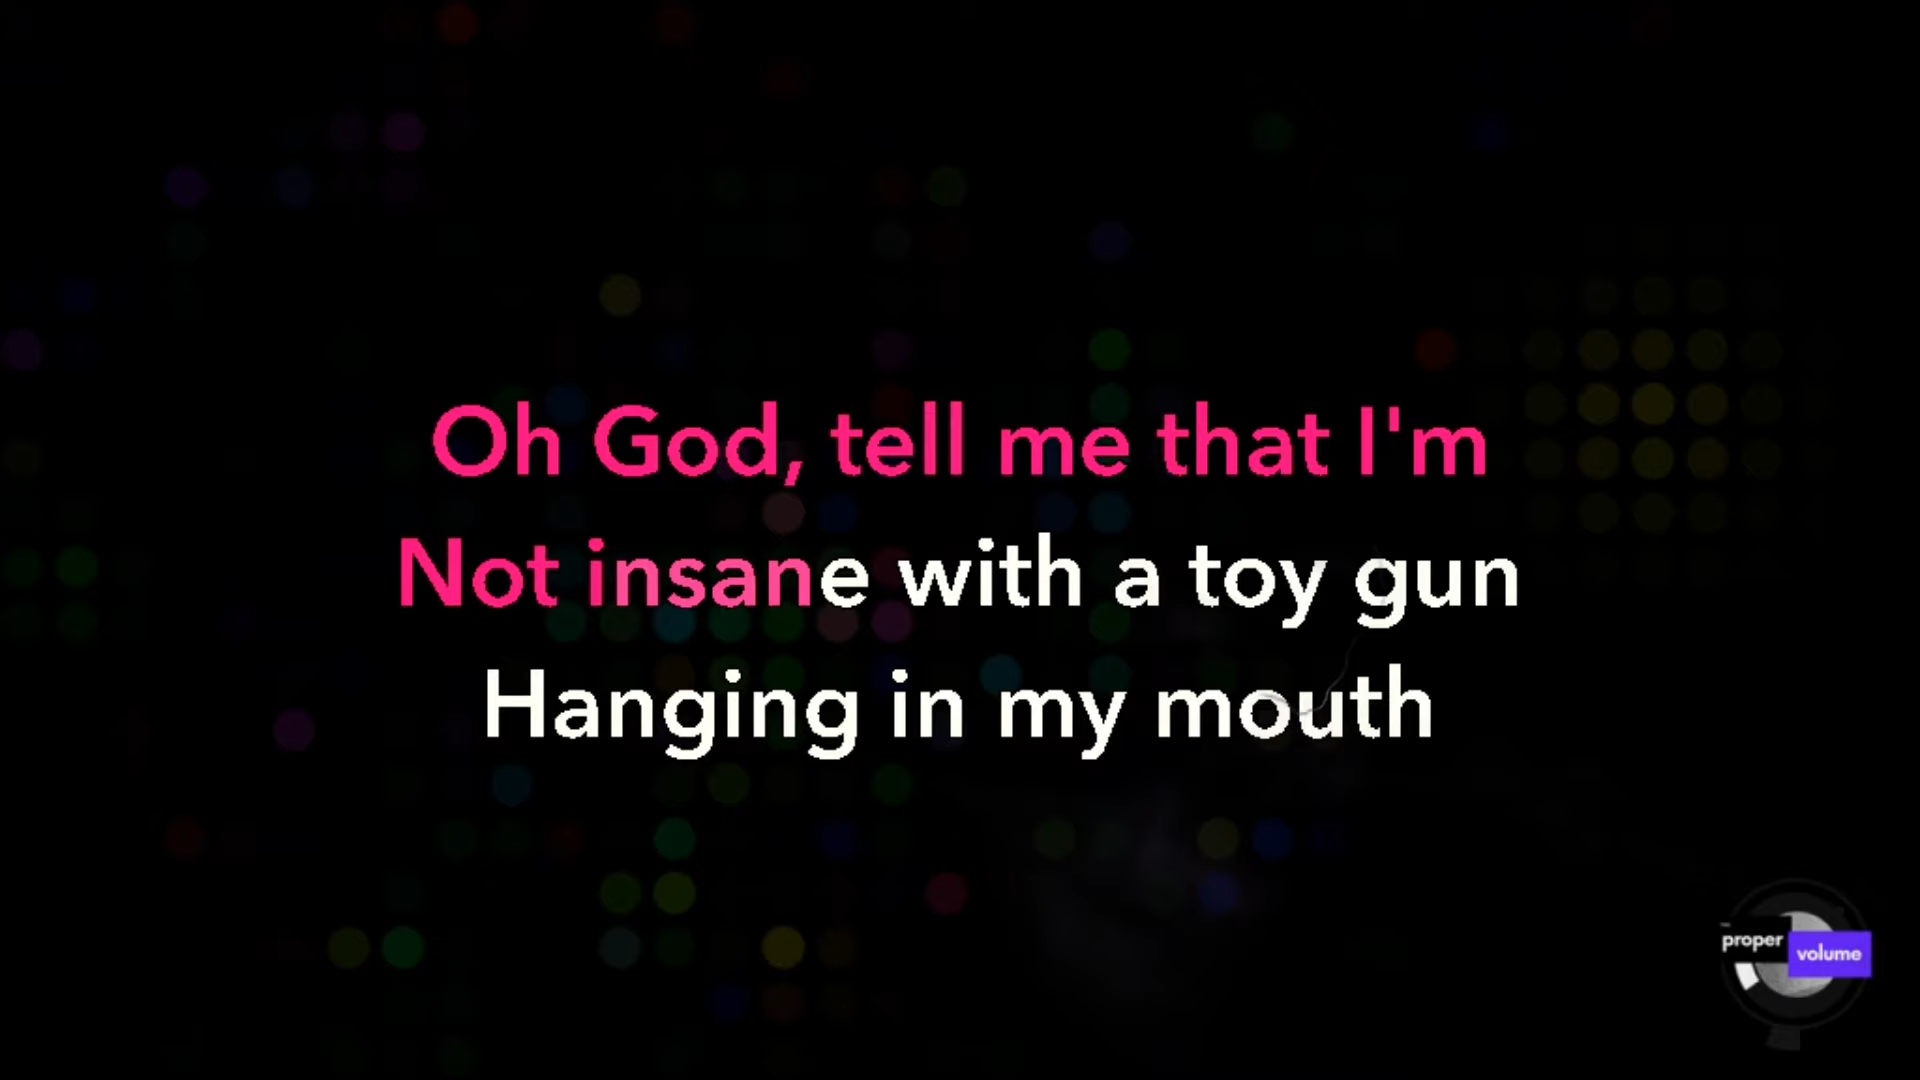 Oh God, tell me that I'm
Not insane with a toy gun
Hanging in my mouth
proper
volume